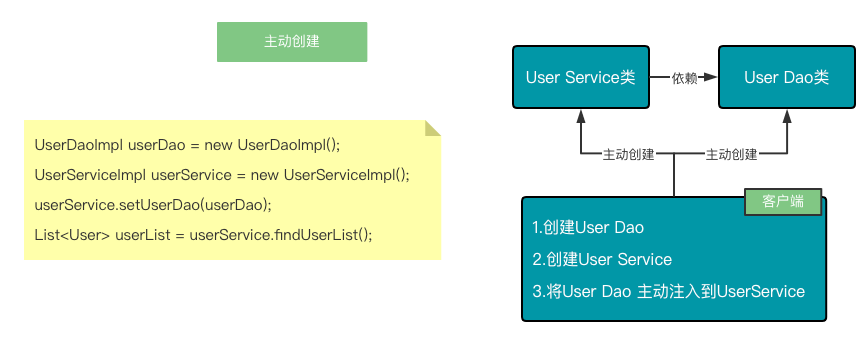 主动创建
UserDaoImpl userDao = new UserDaoImpl();
UserServiceImpl userService = new UserServiceImpl();
userService.setUserDao(userDao);
List<User> userList = userService.findUserList();
User Service类
依赖
User Dao类
主动创建
主动创建
客户端
1.创建User Dao
2.创建User Service
3.将User Dao 主动注入到UserService